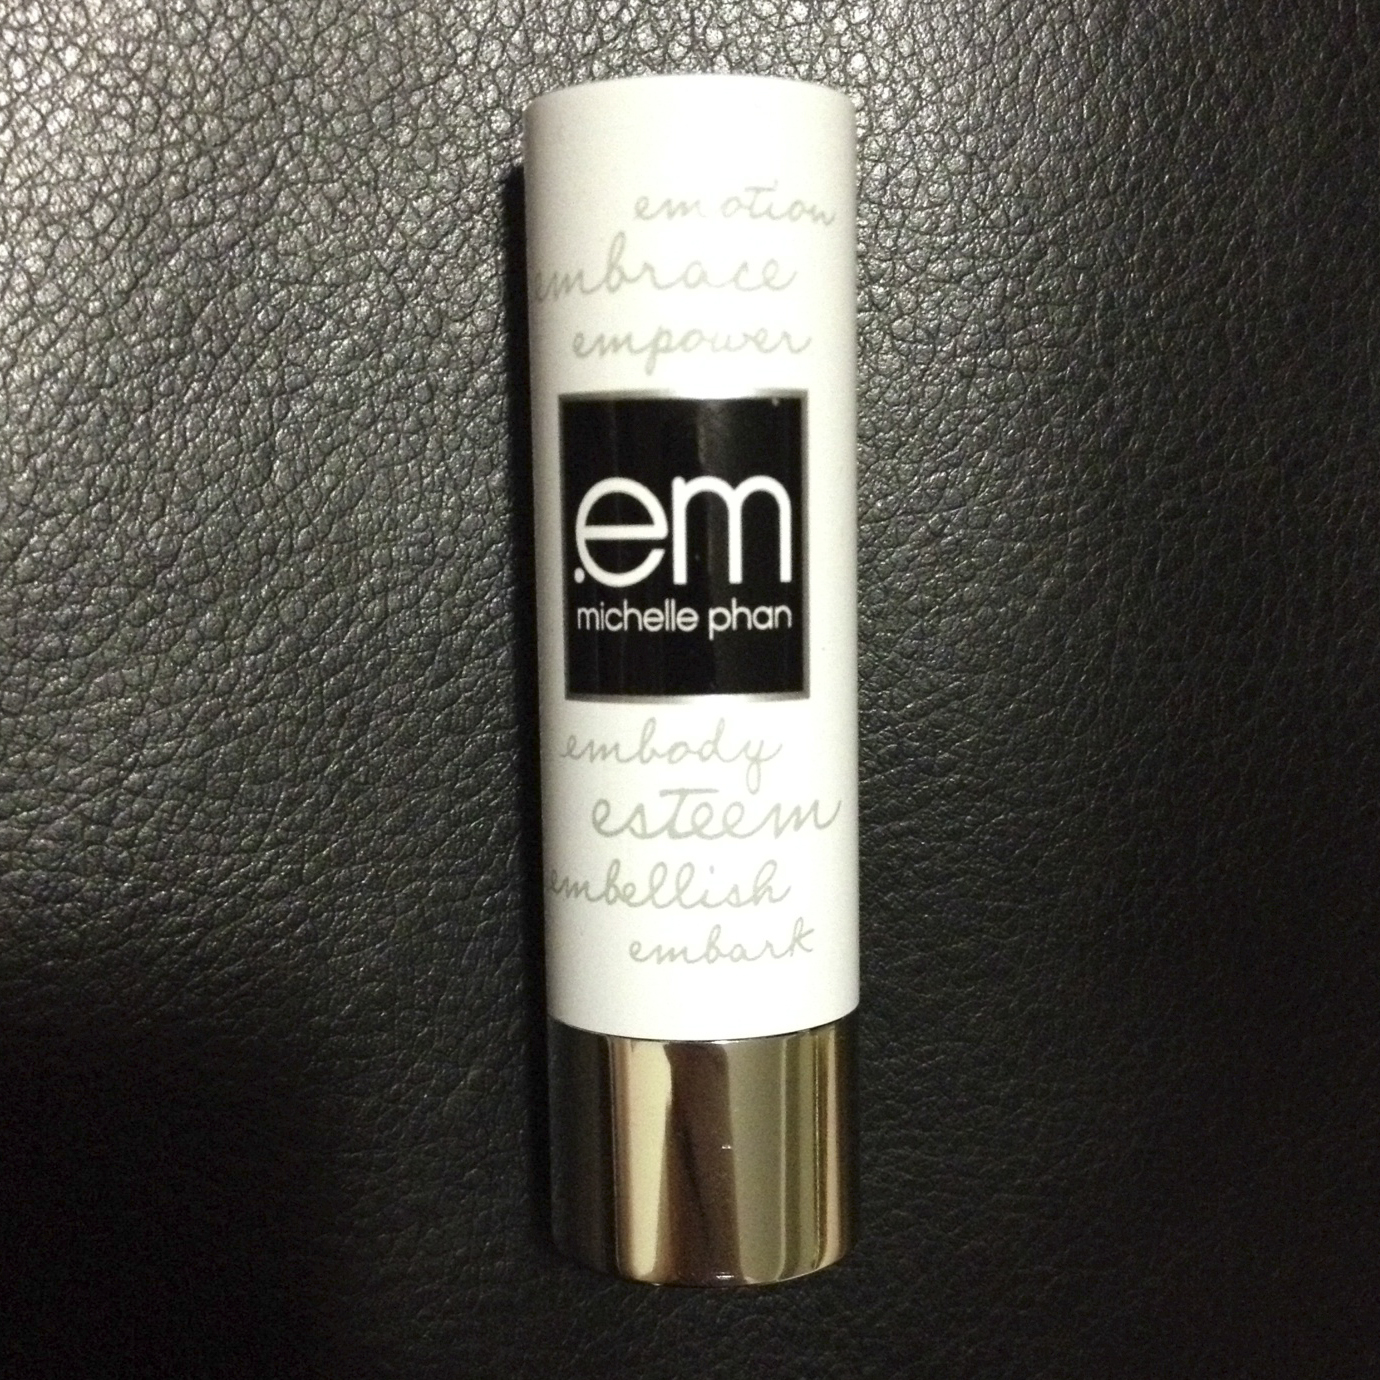 emotion
embrace
empower
.em
michelle phan
embody
esteem
embellish
embark